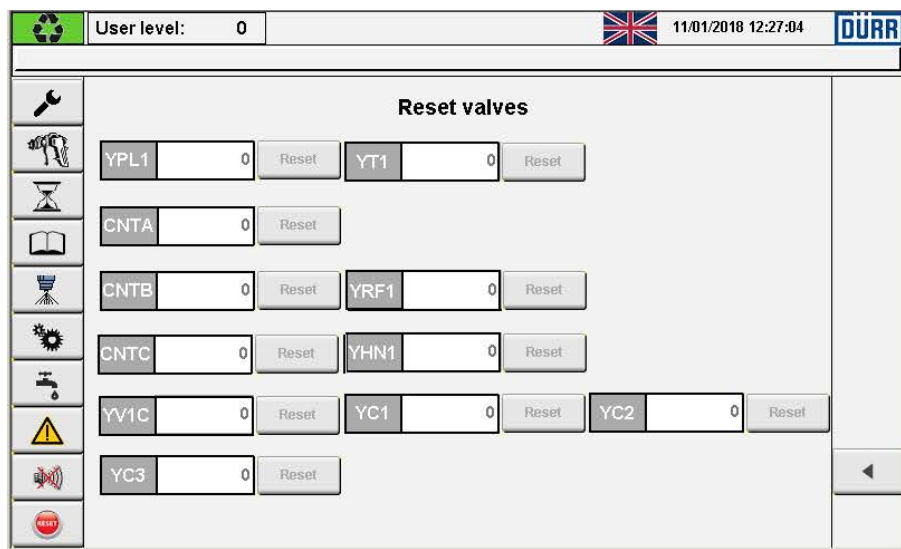 User level: 0 11/01/2018 12:27:04 DÜRR
Reset valves
YPL1 0 Reset YT1 0 Reset
CNTA 0 Reset
CNTB 0 Reset YRF1 0 Reset
CNTC 0 Reset YHN1 0 Reset
YV1C 0 Reset YC1 0 Reset YC2 0 Reset
YC3 0 Reset
RESET